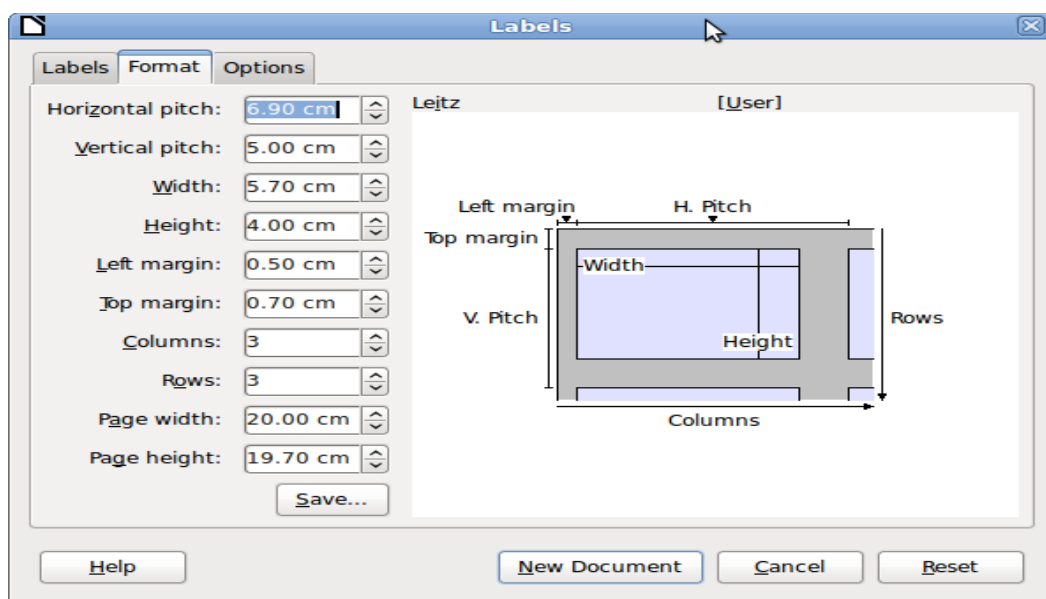 Labels
Labels Format Options
Horizontal pitch: 6.90 cm
Vertical pitch: 5.00 cm
Width: 5.70 cm
Height: 4.00 cm
Left margin: 0.50 cm
Top margin: 0.70 cm
Columns: 3
Rows: 3
Page width: 20.00 cm
Page height: 19.70 cm
Save...
Leitz [User]
Left margin H. Pitch
Top margin
Width
V. Pitch
Rows
Height
Columns
Help New Document Cancel Reset